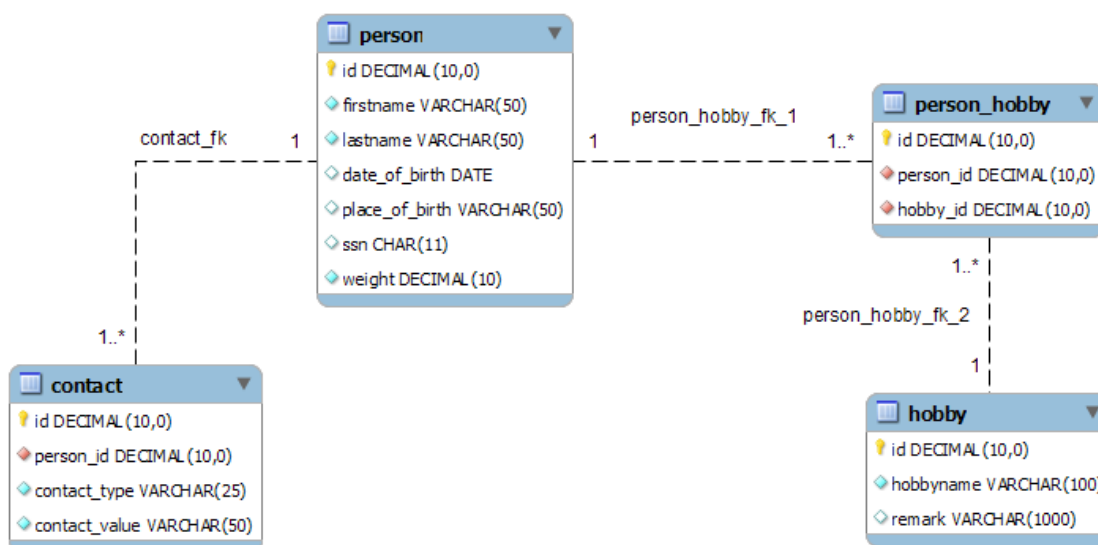 person
id DECIMAL(10,0)
firstname VARCHAR(50)
lastname VARCHAR(50)
date_of_birth DATE
place_of_birth VARCHAR(50)
ssn CHAR(11)
weight DECIMAL(10)
contact_fk
1
1..*
person_hobby_fk_1
1
1..*
person_hobby
id DECIMAL(10,0)
person_id DECIMAL(10,0)
hobby_id DECIMAL(10,0)
1..*
person_hobby_fk_2
1
contact
id DECIMAL(10,0)
person_id DECIMAL(10,0)
contact_type VARCHAR(25)
contact_value VARCHAR(50)
hobby
id DECIMAL(10,0)
hobbyname VARCHAR(100)
remark VARCHAR(1000)